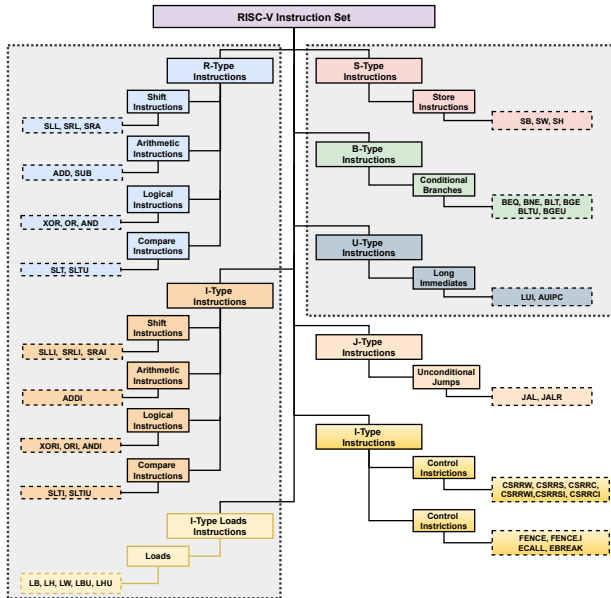 RISC-V Instruction Set
R-Type
Instructions
Shift
Instructions
SLL, SRL, SRA
Arithmetic
Instructions
ADD, SUB
Logical
Instructions
XOR, OR, AND
Compare
Instructions
SLT, SLTU
I-Type
Instructions
Shift
Instructions
SLLI, SRLI, SRAI
Arithmetic
Instructions
ADDI
Logical
Instructions
XORI, ORI, ANDI
Compare
Instructions
SLTI, SLTIU
I-Type Loads
Instructions
Loads
LB, LH, LW, LBU, LHU
S-Type
Instructions
Store
Instructions
SB, SW, SH
B-Type
Instructions
Conditional
Branches
BEQ, BNE, BLT, BGE
BLTU, BGEU
U-Type
Instructions
Long
Immediates
LUI, AUIPC
J-Type
Instructions
Unconditional
Jumps
JAL, JALR
I-Type
Instructions
Control
Intrictions
CSRRW, CSRRS, CSRRC,
CSRRWI,CSRRSI, CSRRCI
Control
Intrictions
FENCE, FENCE.I
ECALL, EBREAK